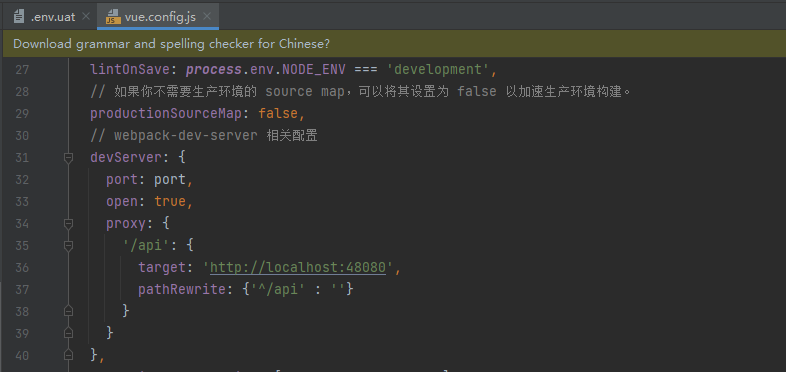 .env.uat vue.config.js
Download grammar and spelling checker for Chinese?
27 lintOnSave: process.env.NODE_ENV === 'development',
28 // 如果你不需要生产环境的 source map，可以将其设置为 false 以加速生产环境构建。
29 productionSourceMap: false,
30 // webpack-dev-server 相关配置
31 devServer: {
32 port: port,
33 open: true,
34 proxy: {
35 '/api': {
36 target: 'http://localhost:48080',
37 pathRewrite: {'^/api' : ''}
38 }
39 }
40 },